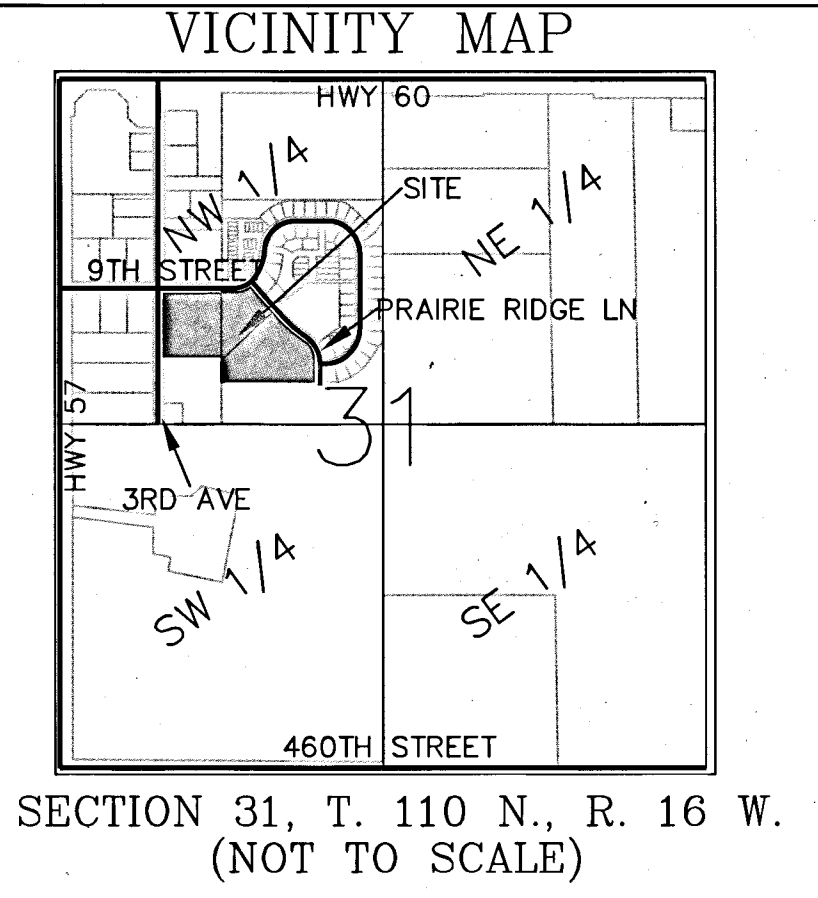 VICINITY MAP
HWY 60
NW 1/4
SITE
NE 1/4
9TH STREET
PRAIRIE RIDGE LN
31
HWY 57
3RD AVE
SW 1/4
SE 1/4
460TH STREET
SECTION 31, T. 110 N., R. 16 W.
(NOT TO SCALE)